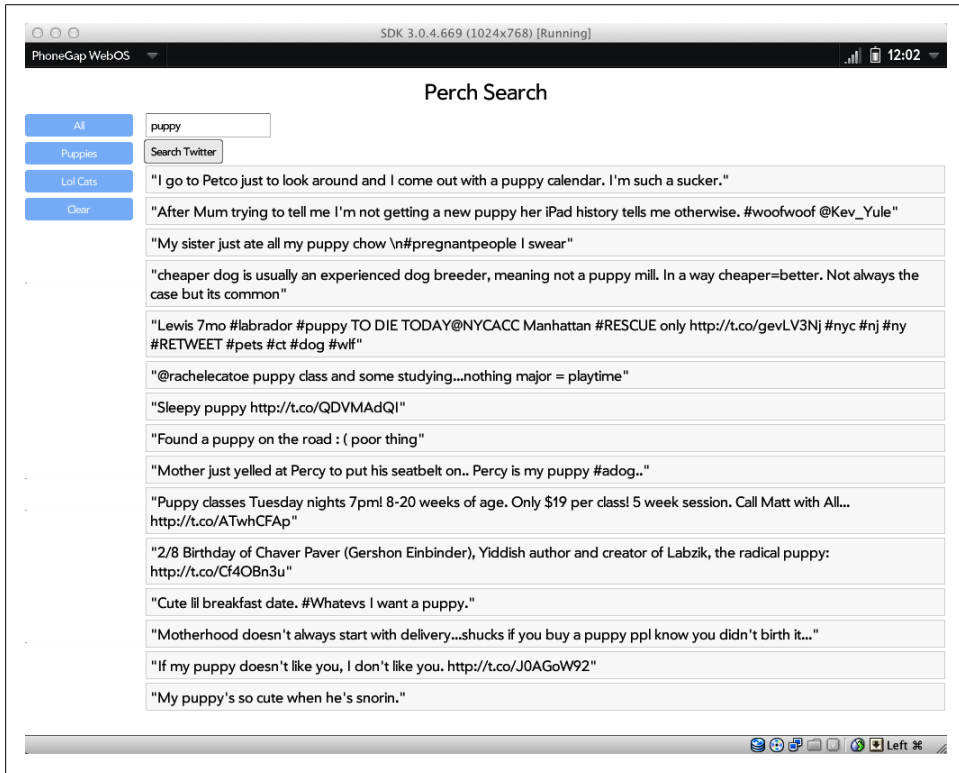 SDK 3.0.4.669 (1024x768) [Running]
PhoneGap WebOS
12:02
Perch Search
All
Puppies
Lol Cats
Clear
puppy
Search Twitter
"I go to Petco just to look around and I come out with a puppy calendar. I'm such a sucker."
"After Mum trying to tell me I'm not getting a new puppy her iPad history tells me otherwise. #woofwoof @Kev_Yule"
"My sister just ate all my puppy chow \n#pregnantpeople I swear"
"cheaper dog is usually an experienced dog breeder, meaning not a puppy mill. In a way cheaper=better. Not always the
case but its common"
"Lewis 7mo #labrador #puppy TO DIE TODAY@NYCACC Manhattan #RESCUE only http://t.co/gevLV3Nj #nyc #nj #ny
#RETWEET #pets #ct #dog #wlf"
"@rachelecatoe puppy class and some studying...nothing major = playtime"
"Sleepy puppy http://t.co/QDVMAdQI"
"Found a puppy on the road : ( poor thing"
"Mother just yelled at Percy to put his seatbelt on.. Percy is my puppy #adog.."
"Puppy classes Tuesday nights 7pm! 8-20 weeks of age. Only $19 per class! 5 week session. Call Matt with All...
http://t.co/ATwhCFAp"
"2/8 Birthday of Chaver Paver (Gershon Einbinder), Yiddish author and creator of Labzik, the radical puppy:
http://t.co/Cf4OBn3u"
"Cute lil breakfast date. #Whatevs I want a puppy."
"Motherhood doesn't always start with delivery...shucks if you buy a puppy ppl know you didn't birth it..."
"If my puppy doesn't like you, I don't like you. http://t.co/J0AGoW92"
"My puppy's so cute when he's snorin."
Left ⌘